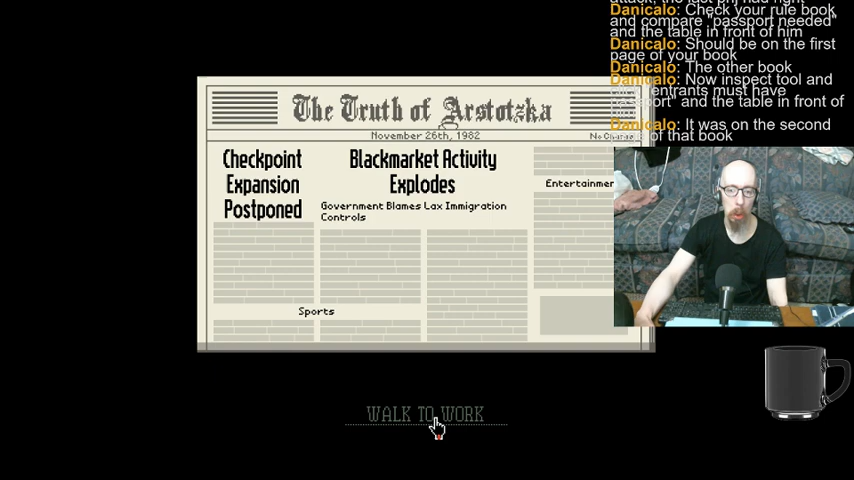 attack, the last phj had right
Danicalo: Check your rule book
and compare "passport needed"
and the table in front of him
Danicalo: Should be on the first
page of your book
Danicalo: The other book
Danicalo: Now inspect tool and
entrants must have
and the table in front of
Danicalo: It was on the second
of that book
The Truth of Arstotzka
November 26th, 1982
Checkpoint
Expansion
Postponed
Blackmarket Activity
Explodes
Government Blames Lax Immigration
Controls
Sports
WALK TO WORK